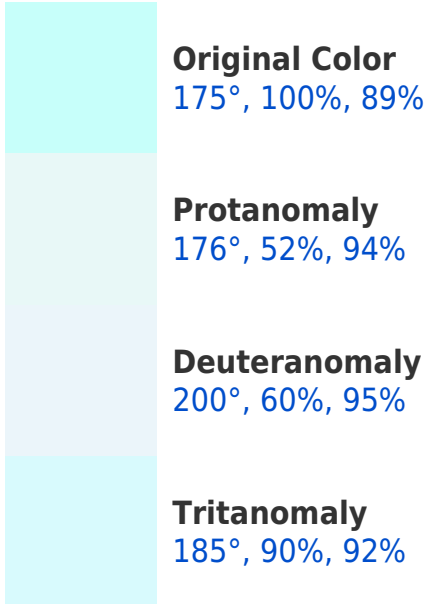 Original Color
175°, 100%, 89%
Protanomaly
176°, 52%, 94%
Deuteranomaly
200°, 60%, 95%
Tritanomaly
185°, 90%, 92%